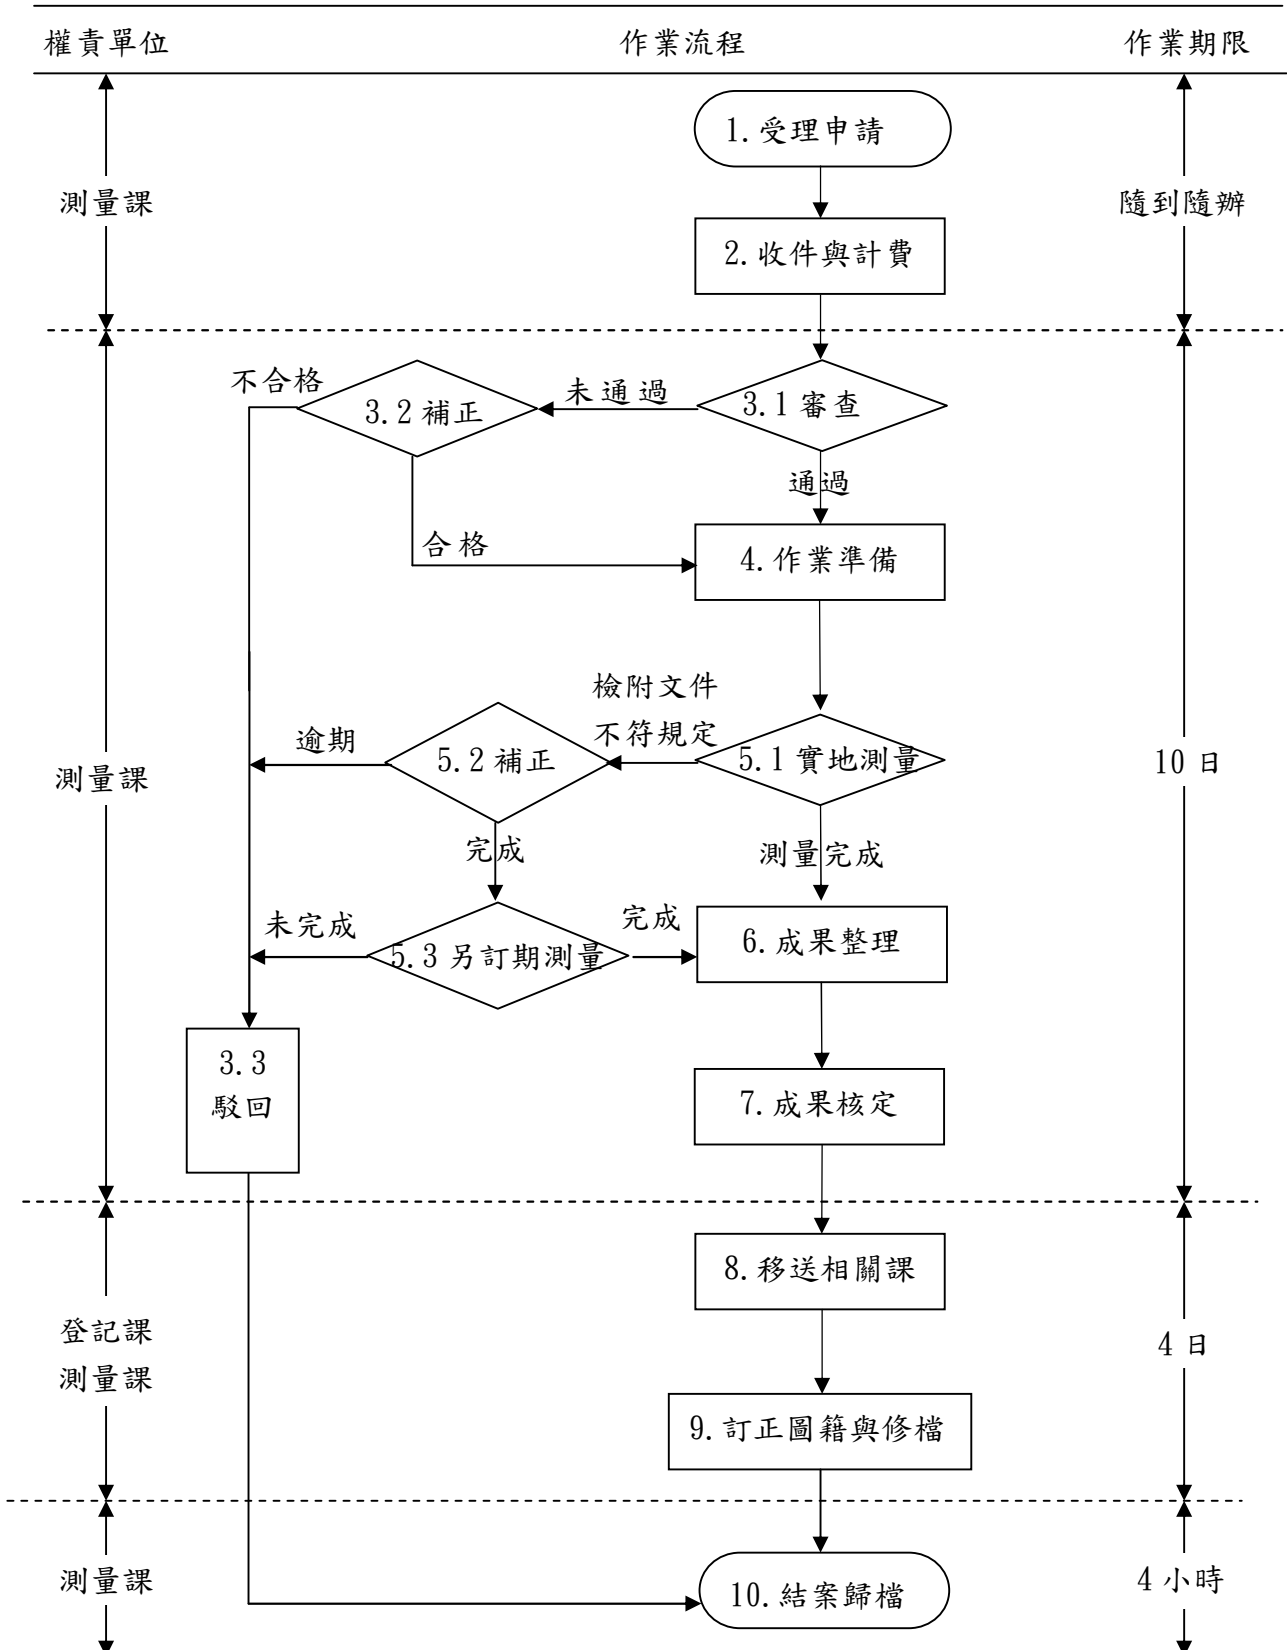 權責單位
作業流程
作業期限
1.受理申請
測量課
隨到隨辦
2.收件與計費
不合格
未通過
3.2補正
3.1審查
通過
合格
4.作業準備
檢附文件
不符規定
逾期
5.2補正
5.1實地測量
測量課
10日
完成
測量完成
未完成
完成
5.3另訂期測量
6.成果整理
3.3
駁回
7.成果核定
8.移送相關課
登記課
測量課
4日
9.訂正圖籍與修檔
測量課
10.結案歸檔
4小時